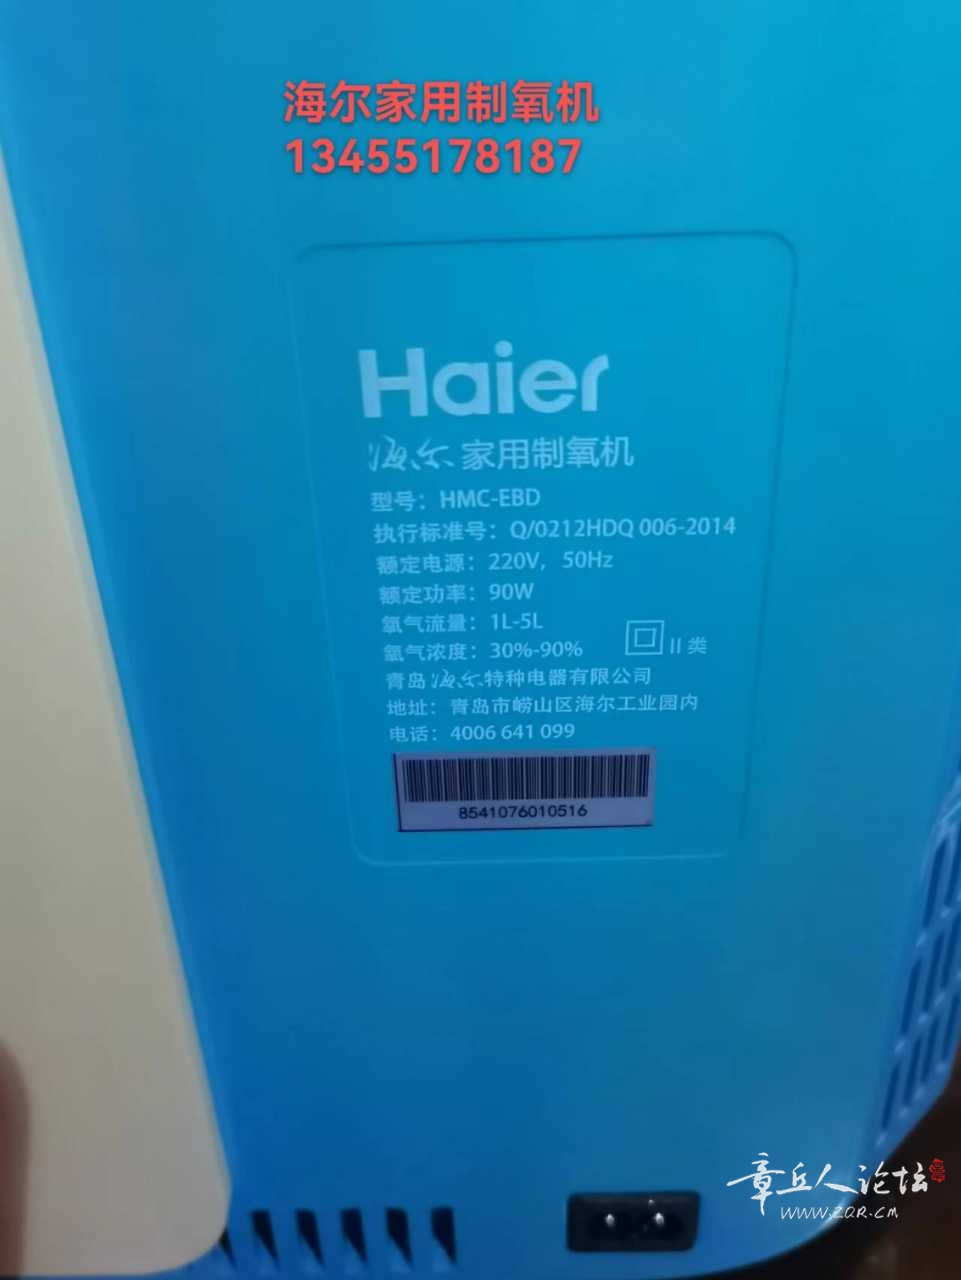 海尔家用制氧机
13455178187
Haier
海尔 家用制氧机
型号：HMC-EBD
执行标准号：Q/0212HDQ 006-2014
额定电源：220V，50Hz
额定功率：90W
氧气流量：1L-5L
氧气浓度：30%-90%
II 类
青岛海尔特种电器有限公司
地址：青岛市崂山区海尔工业园内
电话：4006 641 099
8541076010516
章丘人论坛
WWW.ZQR.CM